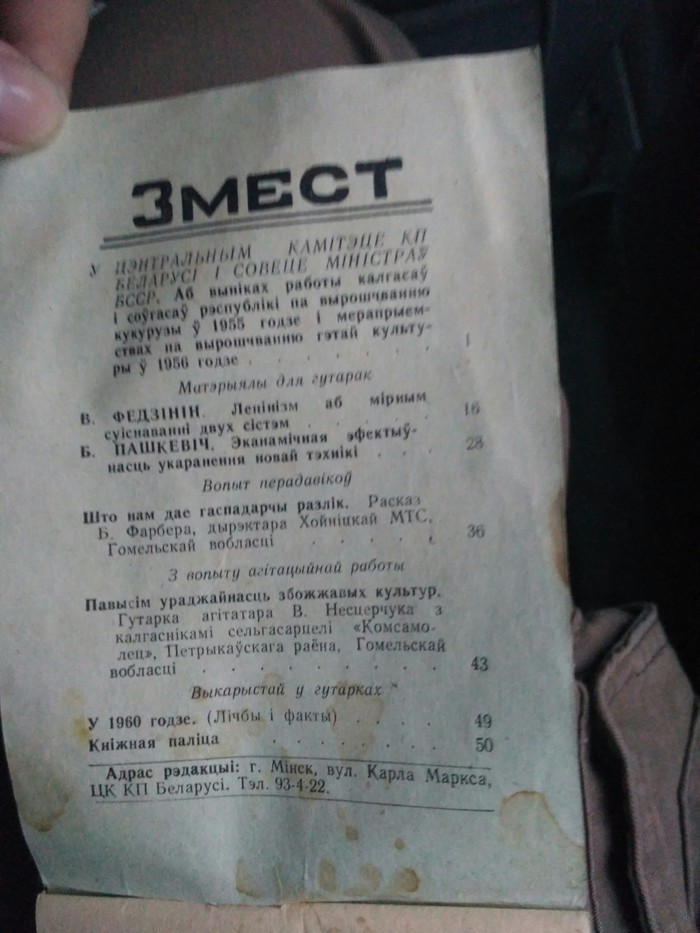 ЗМЕСТ
У ЦЭНТРАЛЬНЫМ КАМІТЭЦЕ КП
БЕЛАРУСІ І СОВЕЦЕ МІНІСТРАЎ
БССР. Аб выніках работы калгасаў
і соўгасаў рэспублікі па вырошчванню
кукурузы ў 1955 годзе і мерапрыем-
ствах па вырошчванню гэтай культу-
ры ў 1956 годзе . . . . . . 1
Матэрыялы для гутарак
В. ФЕДЗІНІН. Ленінізм аб мірным
суіснаванні двух сістэм . . . . . 16
Б. ПАШКЕВІЧ. Эканамічная эфектыў-
насць укаранення новай тэхнікі . . . 28
Вопыт перадавікоў
Што нам дае гаспадарчы разлік. Расказ
Б. Фарбера, дырэктара Хойніцкай МТС,
Гомельскай вобласці . . . . . 36
З вопыту агітацыйнай работы
Павысім ураджайнасць збожжавых культур.
Гутарка агітатара В. Несцерчука з
калгаснікамі сельгасарцелі «Комсамо-
лец», Петрыкаўскага раёна, Гомельскай
вобласці . . . . . . . . 43
Выкарыстай у гутарках
У 1960 годзе. (Лічбы і факты) . . . . 49
Кніжная паліца . . . . . . . . 50
Адрас рэдакцыі: г. Мінск, вул. Карла Маркса,
ЦК КП Беларусі. Тэл. 93-4-22.